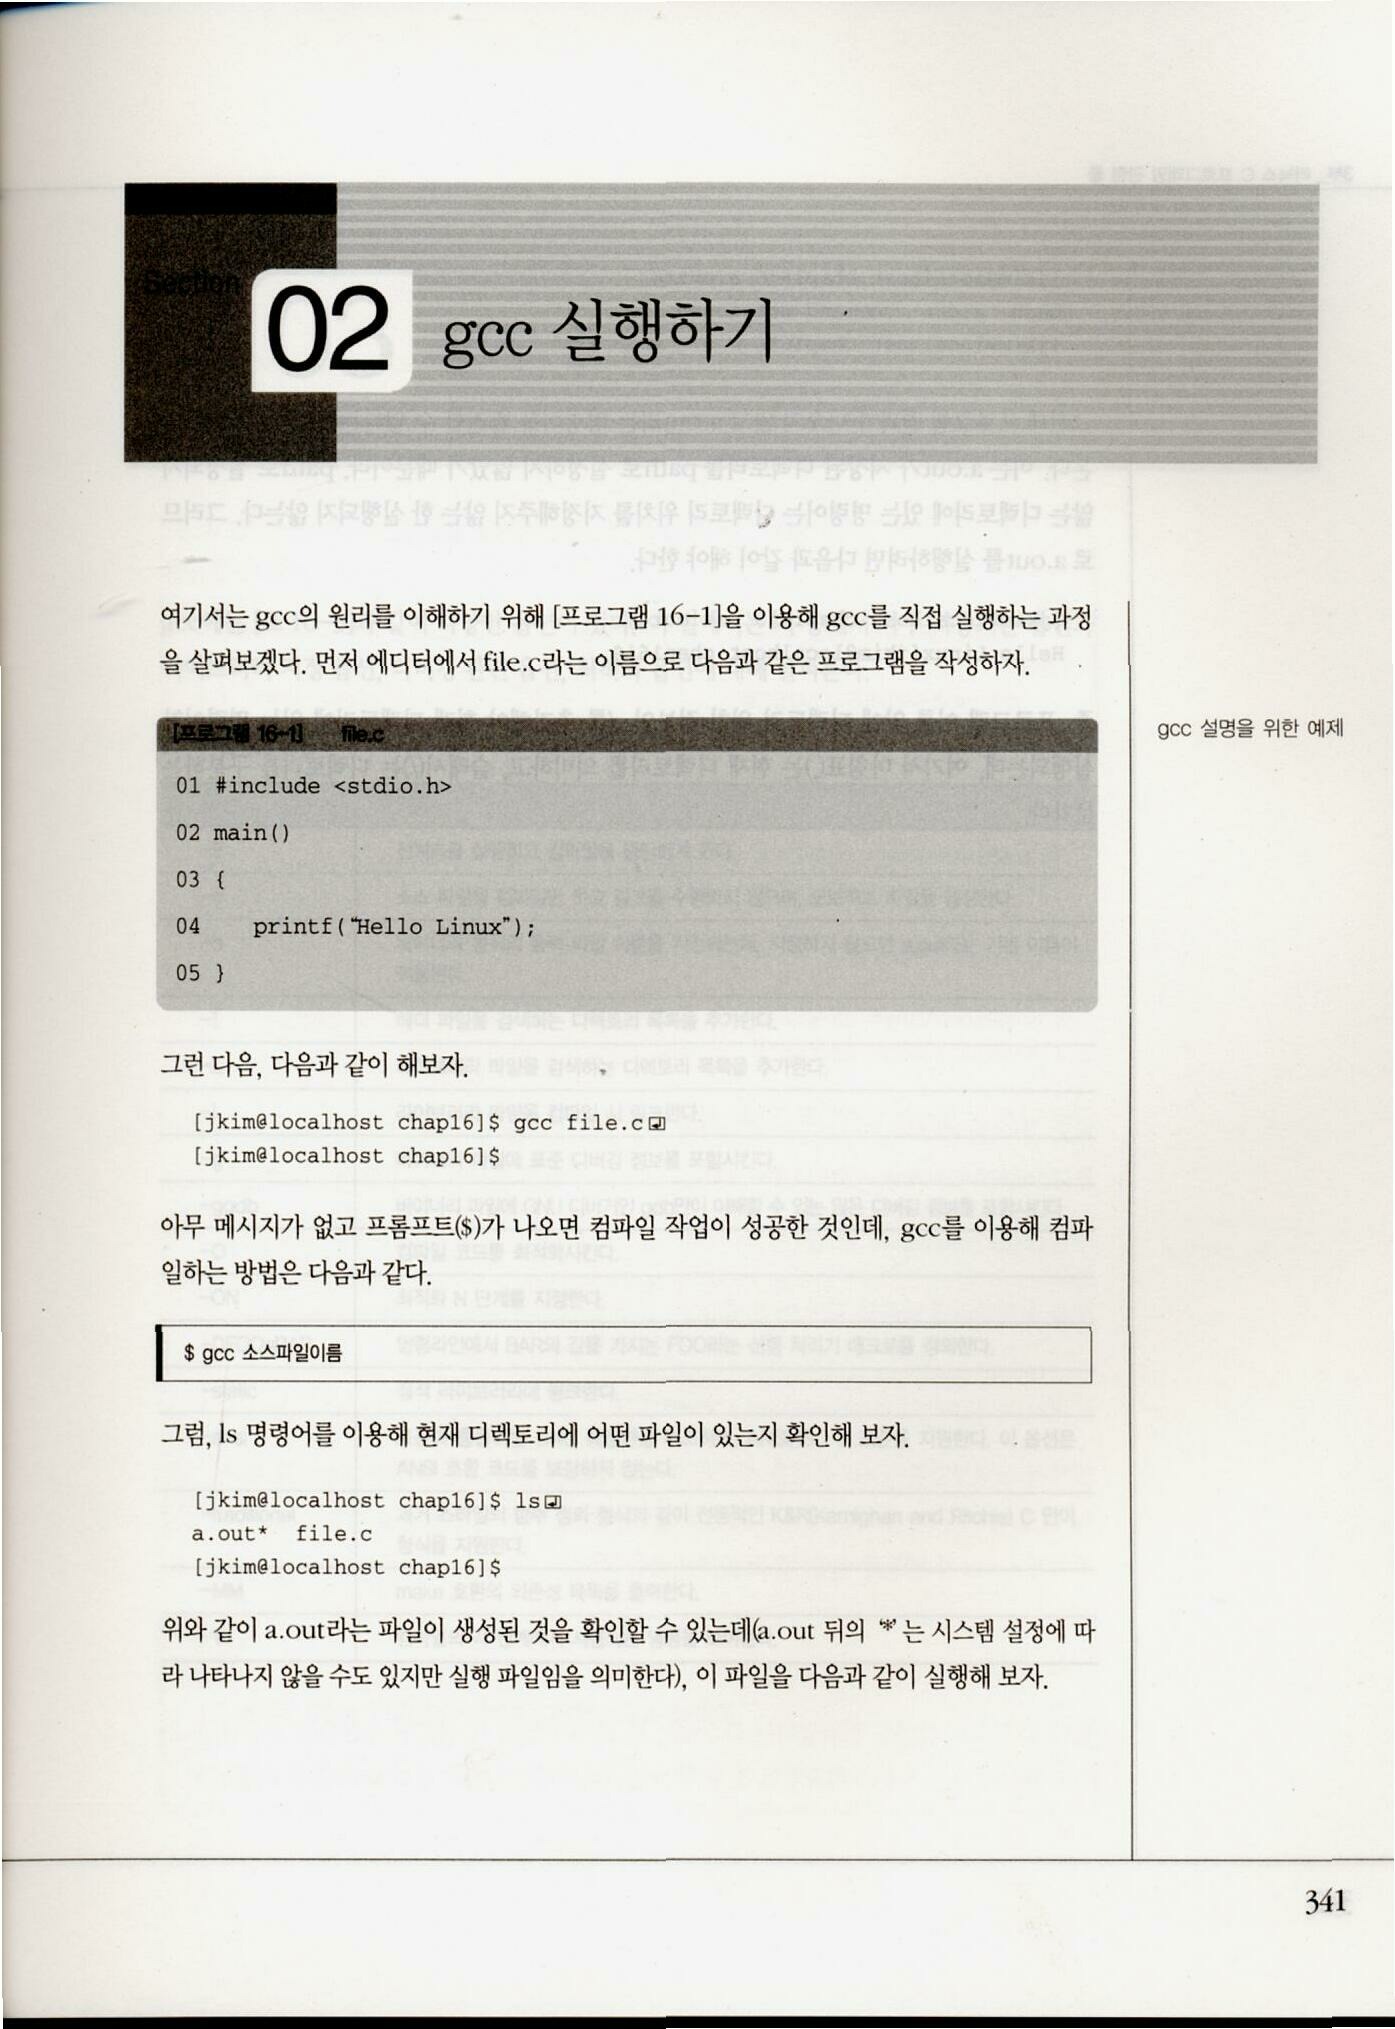 Section
02 gcc 실행하기
여기서는 gcc의 원리를 이해하기 위해 [프로그램 16-1]을 이용해 gcc를 직접 실행하는 과정
을 살펴보겠다. 먼저 에디터에서 file.c라는 이름으로 다음과 같은 프로그램을 작성하자.
[프로그램 16-1] file.c
gcc 설명을 위한 예제
01 #include <stdio.h>
02 main()
03 {
04    printf("Hello Linux");
05 }
그런 다음, 다음과 같이 해보자.
[jkim@localhost chap16]$ gcc file.c
[jkim@localhost chap16]$
아무 메시지가 없고 프롬프트($)가 나오면 컴파일 작업이 성공한 것인데, gcc를 이용해 컴파
일하는 방법은 다음과 같다.
$ gcc 소스파일이름
그럼, ls 명령어를 이용해 현재 디렉토리에 어떤 파일이 있는지 확인해 보자.
[jkim@localhost chap16]$ ls
a.out*  file.c
[jkim@localhost chap16]$
위와 같이 a.out라는 파일이 생성된 것을 확인할 수 있는데(a.out 뒤의 '*'는 시스템 설정에 따
라 나타나지 않을 수도 있지만 실행 파일임을 의미한다), 이 파일을 다음과 같이 실행해 보자.
341